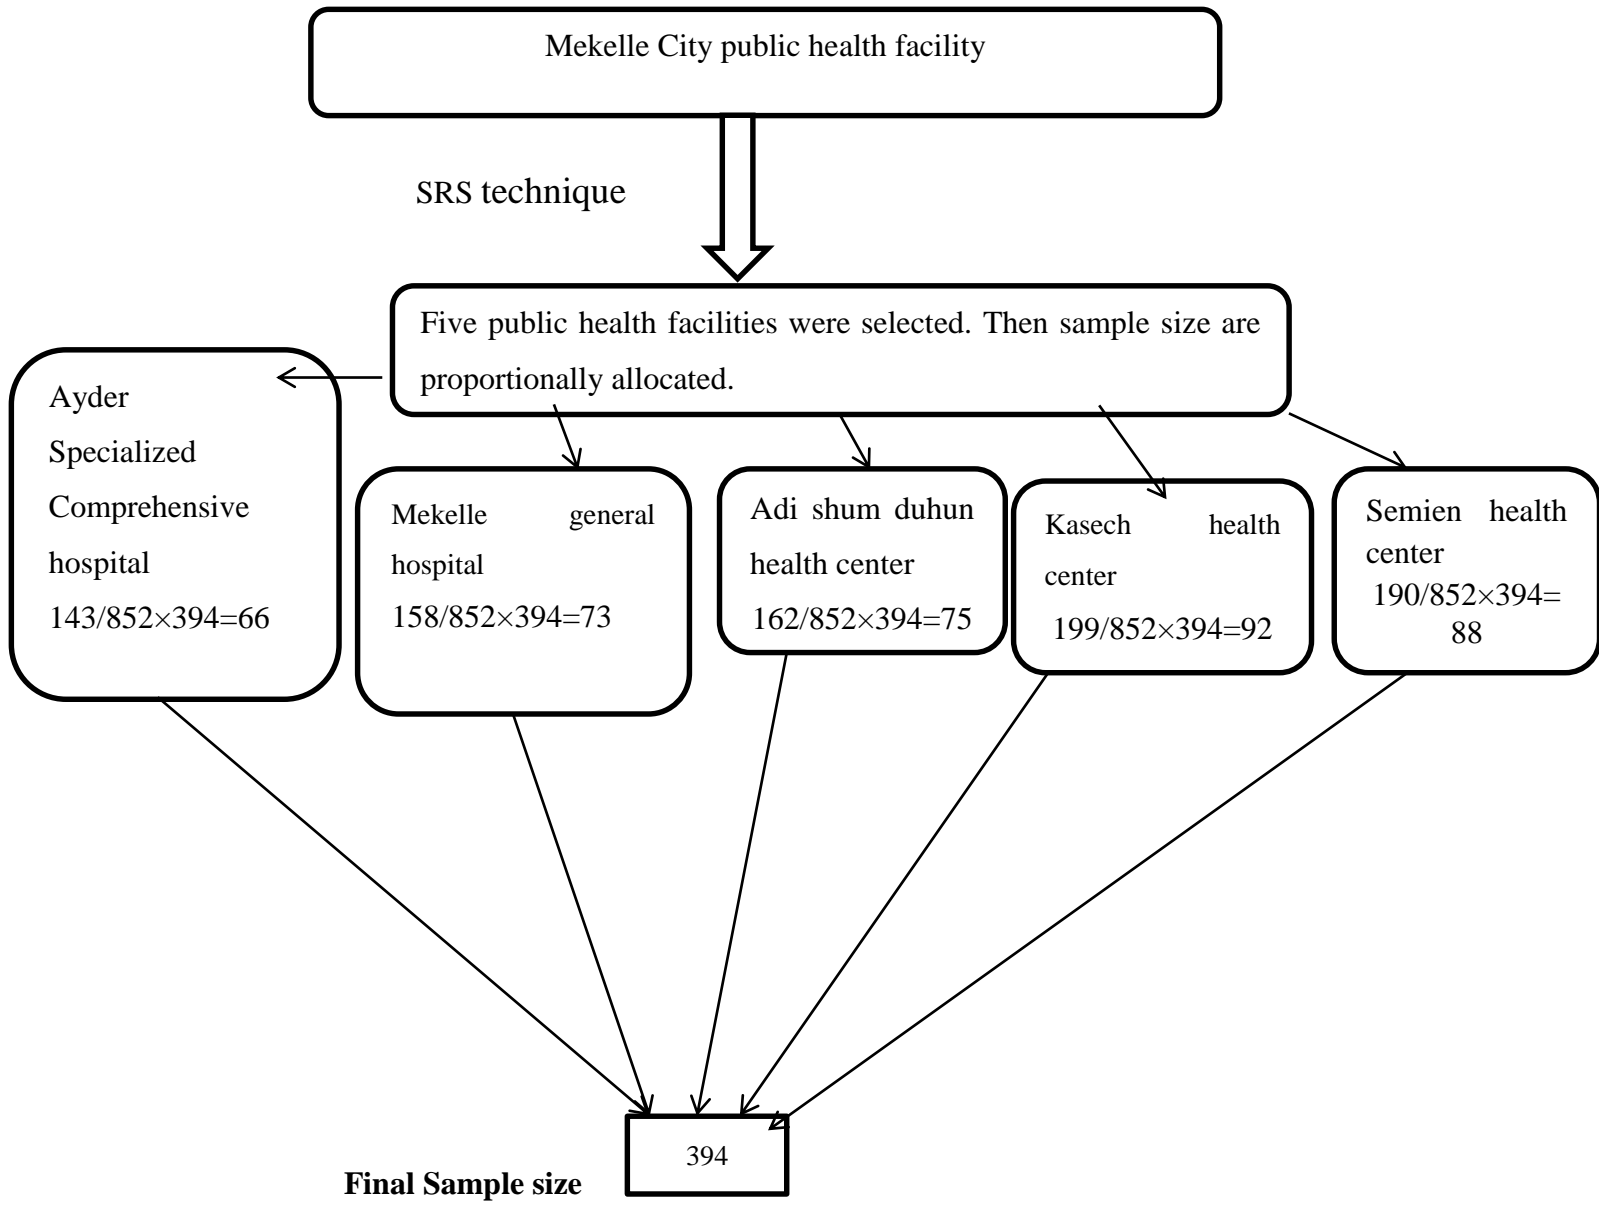 Mekelle City public health facility
SRS technique
Five public health facilities were selected. Then sample size are
proportionally allocated.
Ayder
Specialized
Comprehensive
hospital
143/852×394=66
Mekelle general
hospital
158/852×394=73
Adi shum duhun
health center
162/852×394=75
Kasech health
center
199/852×394=92
Semien health
center
190/852×394=
88
394
Final Sample size